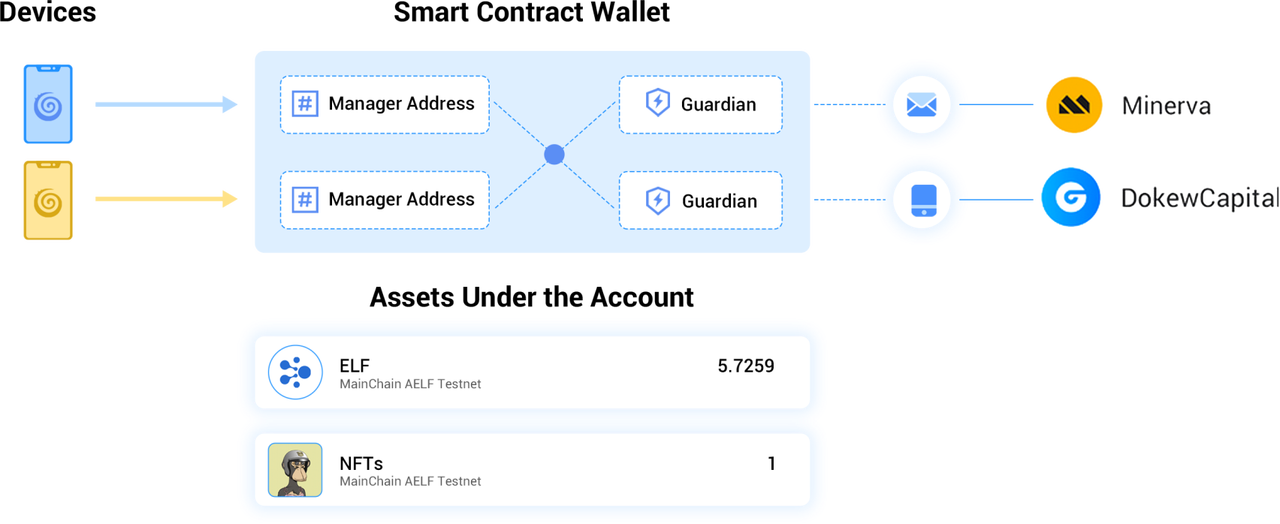 Devices
Smart Contract Wallet
# Manager Address
Guardian
Minerva
# Manager Address
Guardian
DokewCapital
Assets Under the Account
ELF
5.7259
MainChain AELF Testnet
NFTs
1
MainChain AELF Testnet